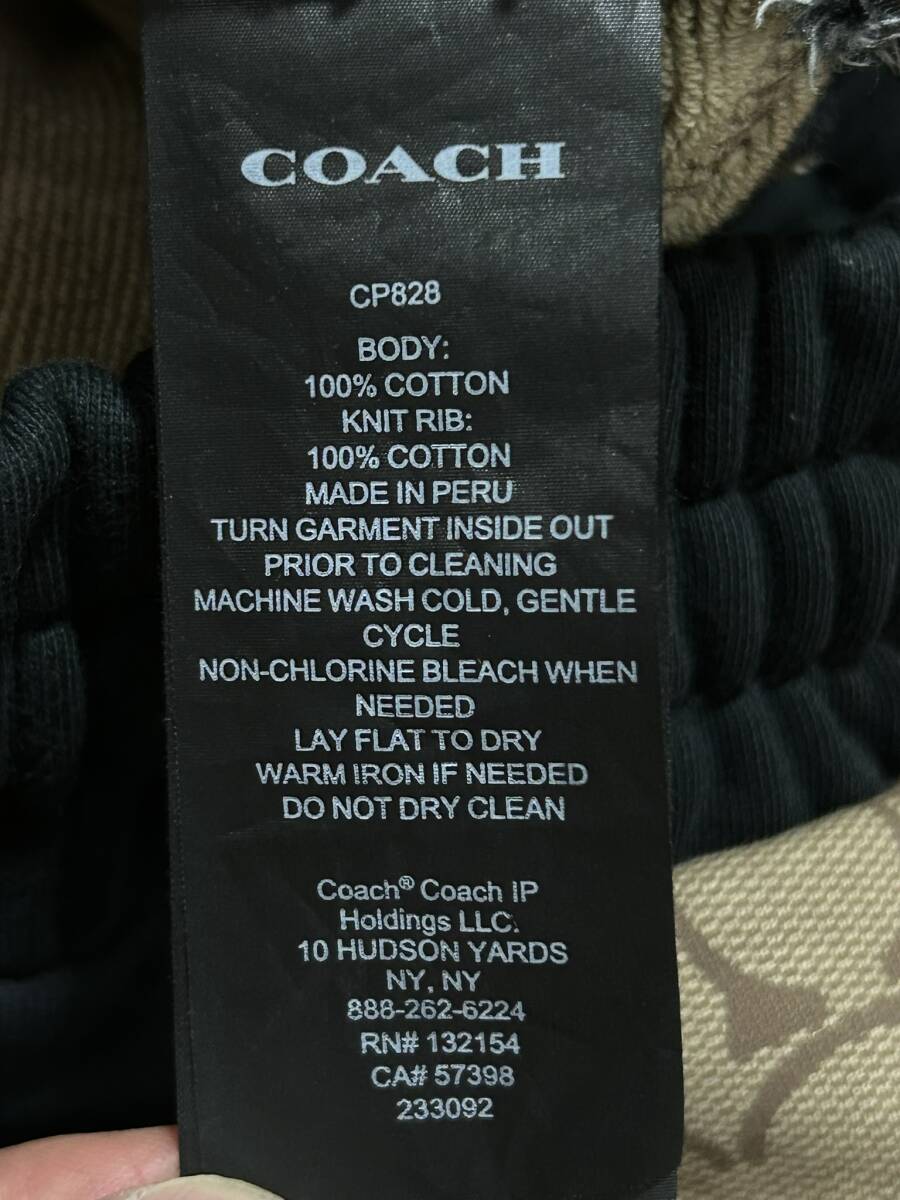 COACH
CP828
BODY:
100% COTTON
KNIT RIB:
100% COTTON
MADE IN PERU
TURN GARMENT INSIDE OUT
PRIOR TO CLEANING
MACHINE WASH COLD, GENTLE
CYCLE
NON-CHLORINE BLEACH WHEN
NEEDED
LAY FLAT TO DRY
WARM IRON IF NEEDED
DO NOT DRY CLEAN
Coach® Coach IP
Holdings LLC.
10 HUDSON YARDS
NY, NY
888-262-6224
RN# 132154
CA# 57398
233092